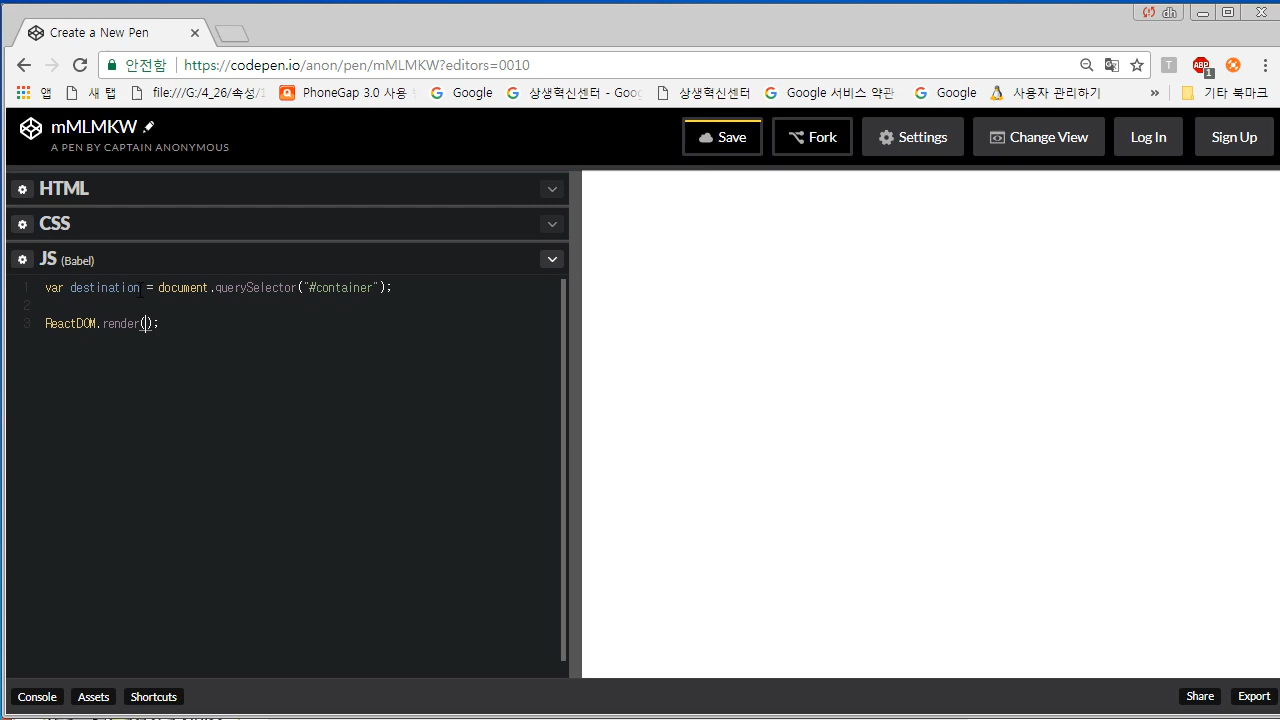 dh
Create a New Pen
안전함 https://codepen.io/anon/pen/mMLMKW?editors=0010
T ABP 1
앱 새 탭 file:///G:/4_26/속성/ PhoneGap 3.0 사용 Google 상생혁신센터 - Goo 상생혁신센터 Google 서비스 약관 Google 사용자 관리하기 » 기타 북마크
mMLMKW
A PEN BY CAPTAIN ANONYMOUS
Save Fork Settings Change View Log In Sign Up
HTML
CSS
JS (Babel)
1 var destination = document.querySelector("#container");
2
3 ReactDOM.render();
Console Assets Shortcuts
Share Export